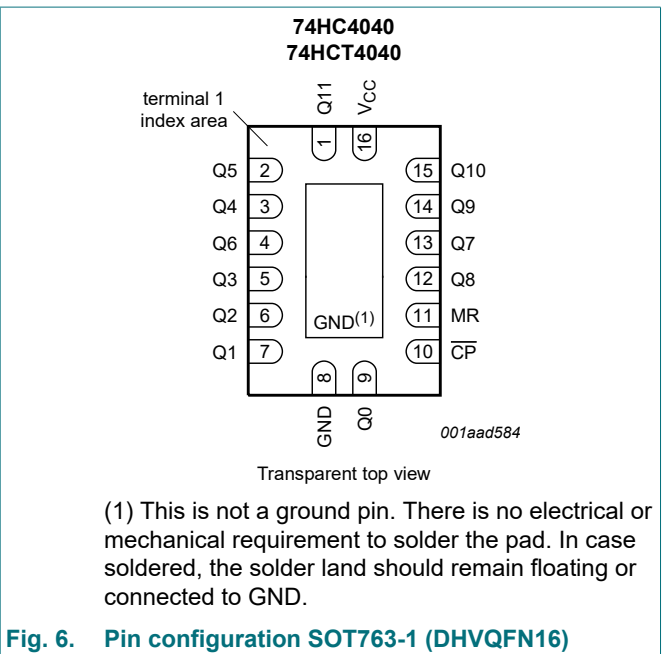 74HC4040
74HCT4040
terminal 1
index area
Q11
VCC
1
16
Q5 2
15 Q10
Q4 3
14 Q9
Q6 4
13 Q7
Q3 5
12 Q8
Q2 6
11 MR
GND(1)
Q1 7
10 C̅P̅
8
9
GND
Q0
001aad584
Transparent top view
(1) This is not a ground pin. There is no electrical or
mechanical requirement to solder the pad. In case
soldered, the solder land should remain floating or
connected to GND.
Fig. 6. Pin configuration SOT763-1 (DHVQFN16)